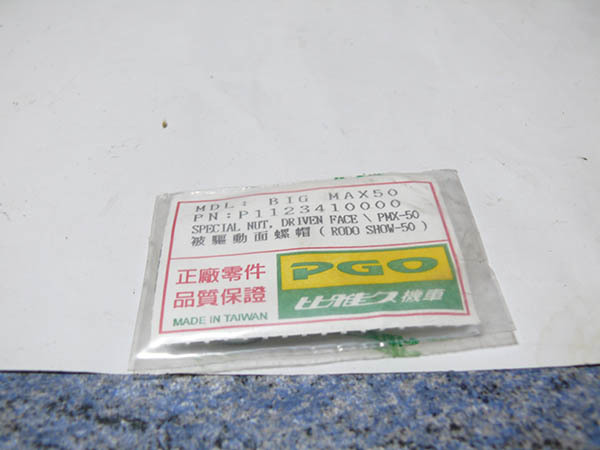 MDL: BIG MAX50
PN:P1123410000
SPECIAL NUT, DRIVEN FACE \ PMX-50
被驅動面螺帽 ( RODO SHOW-50 )
正廠零件
品質保證
MADE IN TAIWAN
PGO
比雅久機車